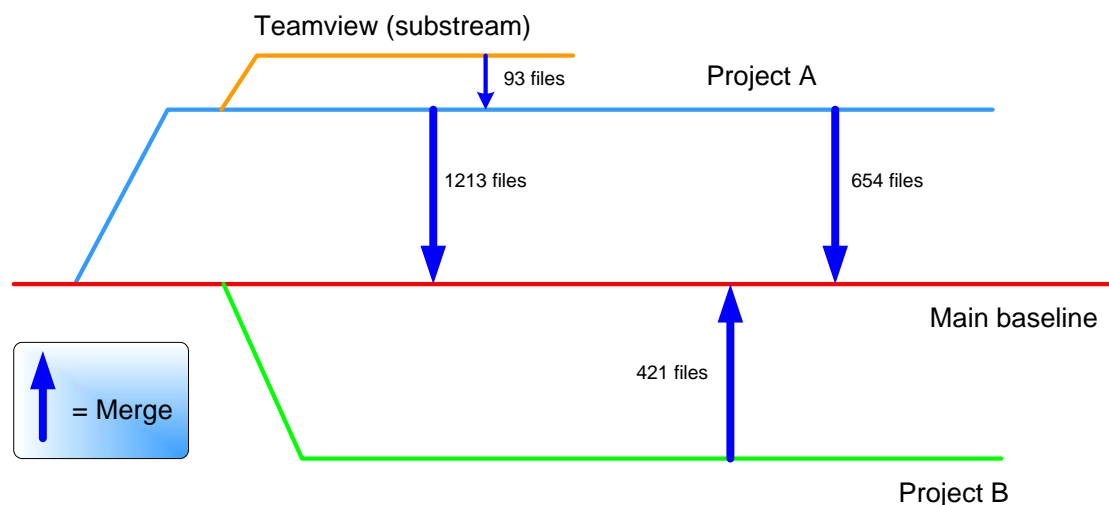 Teamview (substream)
93 files
Project A
1213 files
654 files
Main baseline
= Merge
421 files
Project B